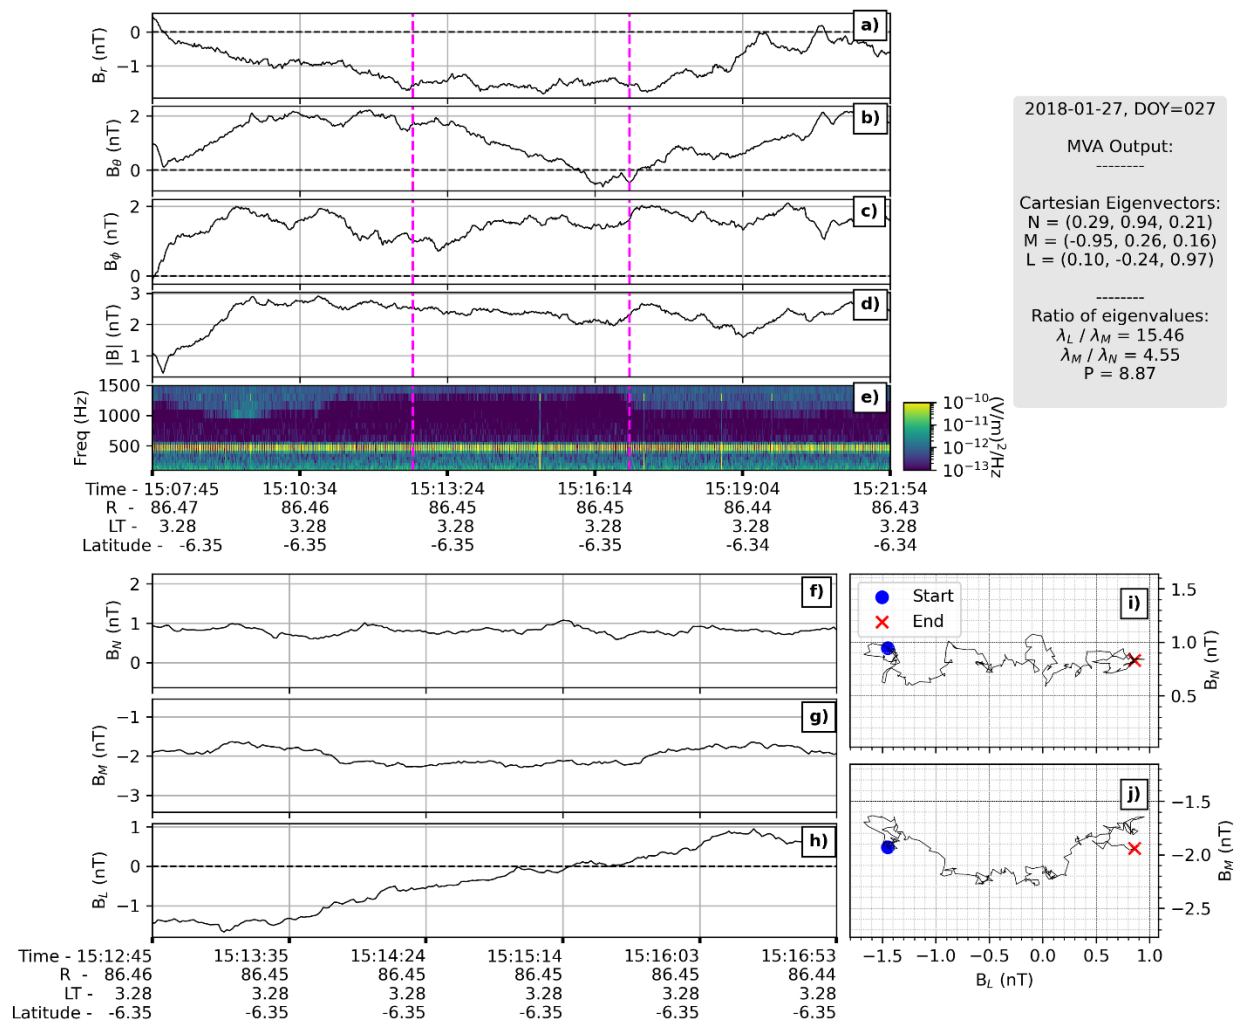 a)
B_r (nT)
0
−1
b)
B_θ (nT)
2
0
c)
B_ϕ (nT)
2
0
d)
|B| (nT)
3
2
1
e)
Freq (Hz)
1500
1000
500
10^{-10}
10^{-11}
10^{-12}
10^{-13}
(V/m)^2/Hz
Time - 15:07:45 15:10:34 15:13:24 15:16:14 15:19:04 15:21:54
R - 86.47 86.46 86.45 86.45 86.44 86.43
LT - 3.28 3.28 3.28 3.28 3.28 3.28
Latitude - -6.35 -6.35 -6.35 -6.35 -6.34 -6.34
2018-01-27, DOY=027
MVA Output:
--------
Cartesian Eigenvectors:
N = (0.29, 0.94, 0.21)
M = (-0.95, 0.26, 0.16)
L = (0.10, -0.24, 0.97)
--------
Ratio of eigenvalues:
λ_L / λ_M = 15.46
λ_M / λ_N = 4.55
P = 8.87
f)
B_N (nT)
2
1
0
g)
B_M (nT)
−1
−2
−3
h)
B_L (nT)
1
0
−1
Time - 15:12:45 15:13:35 15:14:24 15:15:14 15:16:03 15:16:53
R - 86.46 86.45 86.45 86.45 86.45 86.44
LT - 3.28 3.28 3.28 3.28 3.28 3.28
Latitude - -6.35 -6.35 -6.35 -6.35 -6.35 -6.35
Start
End
i)
1.5
1.0
0.5
B_N (nT)
j)
−1.5
−2.0
−2.5
B_M (nT)
−1.5 −1.0 −0.5 0.0 0.5 1.0
B_L (nT)